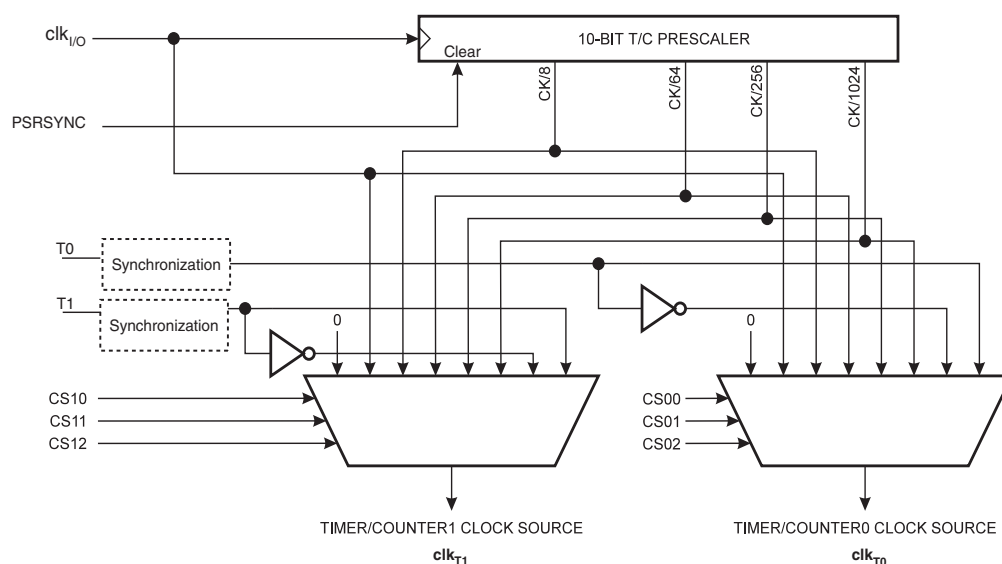 clkI/O
10-BIT T/C PRESCALER
Clear
CK/8
CK/64
CK/256
CK/1024
PSRSYNC
T0
Synchronization
T1
Synchronization
0
0
CS10
CS11
CS12
CS00
CS01
CS02
TIMER/COUNTER1 CLOCK SOURCE
clkT1
TIMER/COUNTER0 CLOCK SOURCE
clkT0